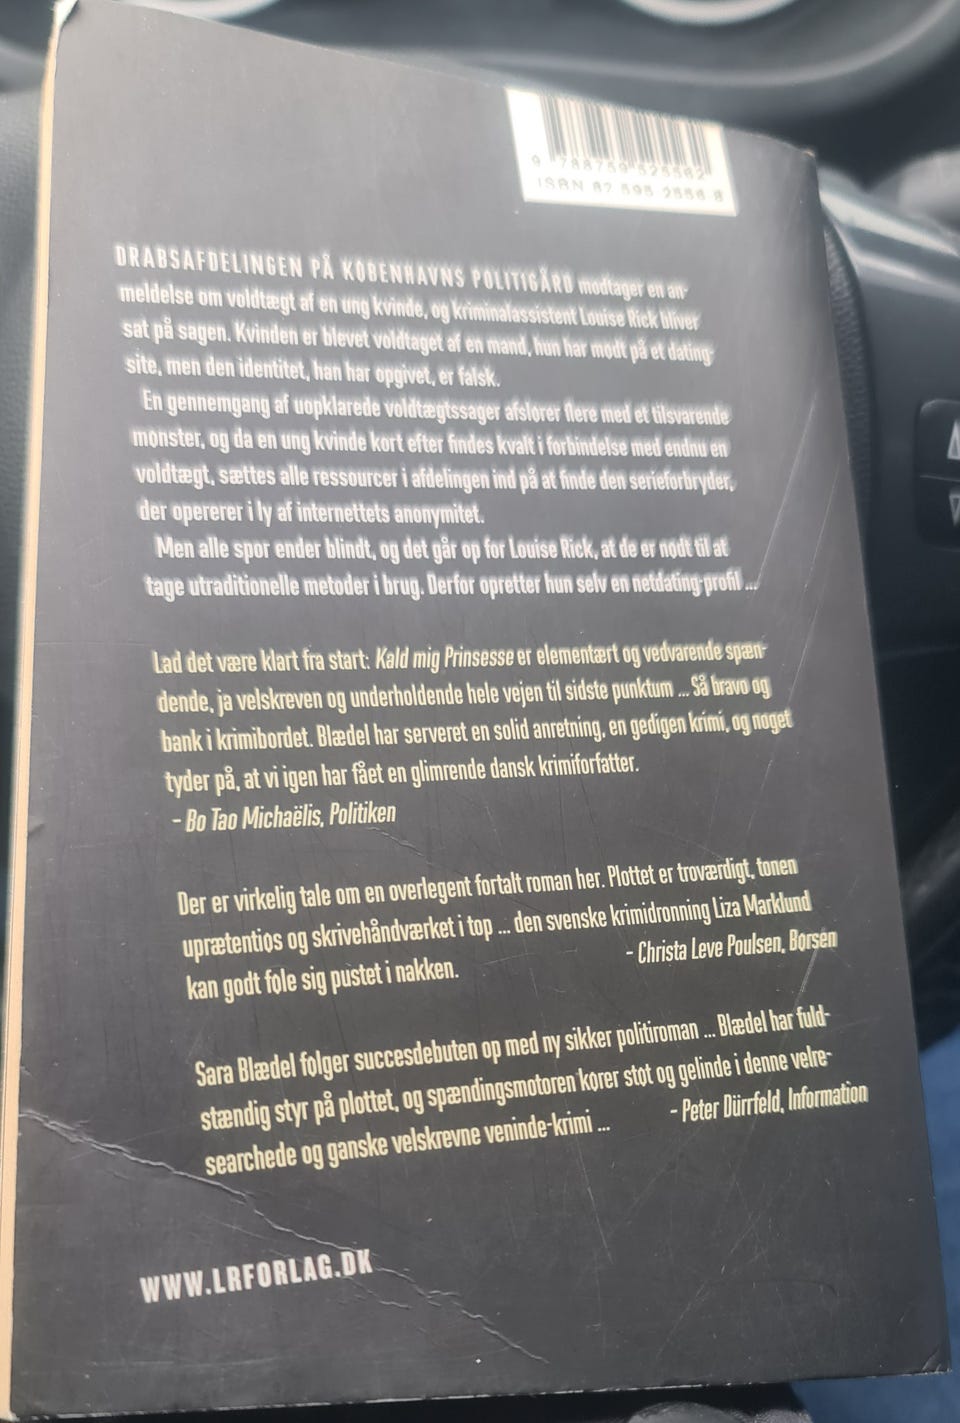 9 788759 525562
ISBN 87 595 2556 8
DRABSAFDELINGEN PÅ KØBENHAVNS POLITIGÅRD modtager en an-
meldelse om voldtægt af en ung kvinde, og kriminalassistent Louise Rick bliver
sat på sagen. Kvinden er blevet voldtaget af en mand, hun har mødt på et dating-
site, men den identitet, han har opgivet, er falsk.
En gennemgang af uopklarede voldtægtssager afslører flere med et tilsvarende
mønster, og da en ung kvinde kort efter findes kvalt i forbindelse med endnu en
voldtægt, sættes alle ressourcer i afdelingen ind på at finde den serieforbryder,
der opererer i ly af internettets anonymitet.
Men alle spor ender blindt, og det går op for Louise Rick, at de er nødt til at
tage utraditionelle metoder i brug. Derfor opretter hun selv en netdating-profil ...
Lad det være klart fra start: Kald mig Prinsesse er elementært og vedvarende spæn-
dende, ja velskreven og underholdende hele vejen til sidste punktum ... Så bravo og
bank i krimibordet. Blædel har serveret en solid anretning, en gedigen krimi, og noget
tyder på, at vi igen har fået en glimrende dansk krimiforfatter.
- Bo Tao Michaëlis, Politiken
Der er virkelig tale om en overlegent fortalt roman her. Plottet er troværdigt, tonen
uprætentiøs og skrivehåndværket i top ... den svenske krimidronning Liza Marklund
kan godt føle sig pustet i nakken. - Christa Leve Poulsen, Børsen
Sara Blædel følger succesdebuten op med ny sikker politiroman ... Blædel har fuld-
stændig styr på plottet, og spændingsmotoren kører støt og gelinde i denne velre-
searchede og ganske velskrevne veninde-krimi ... - Peter Dürrfeld, Information
WWW.LRFORLAG.DK